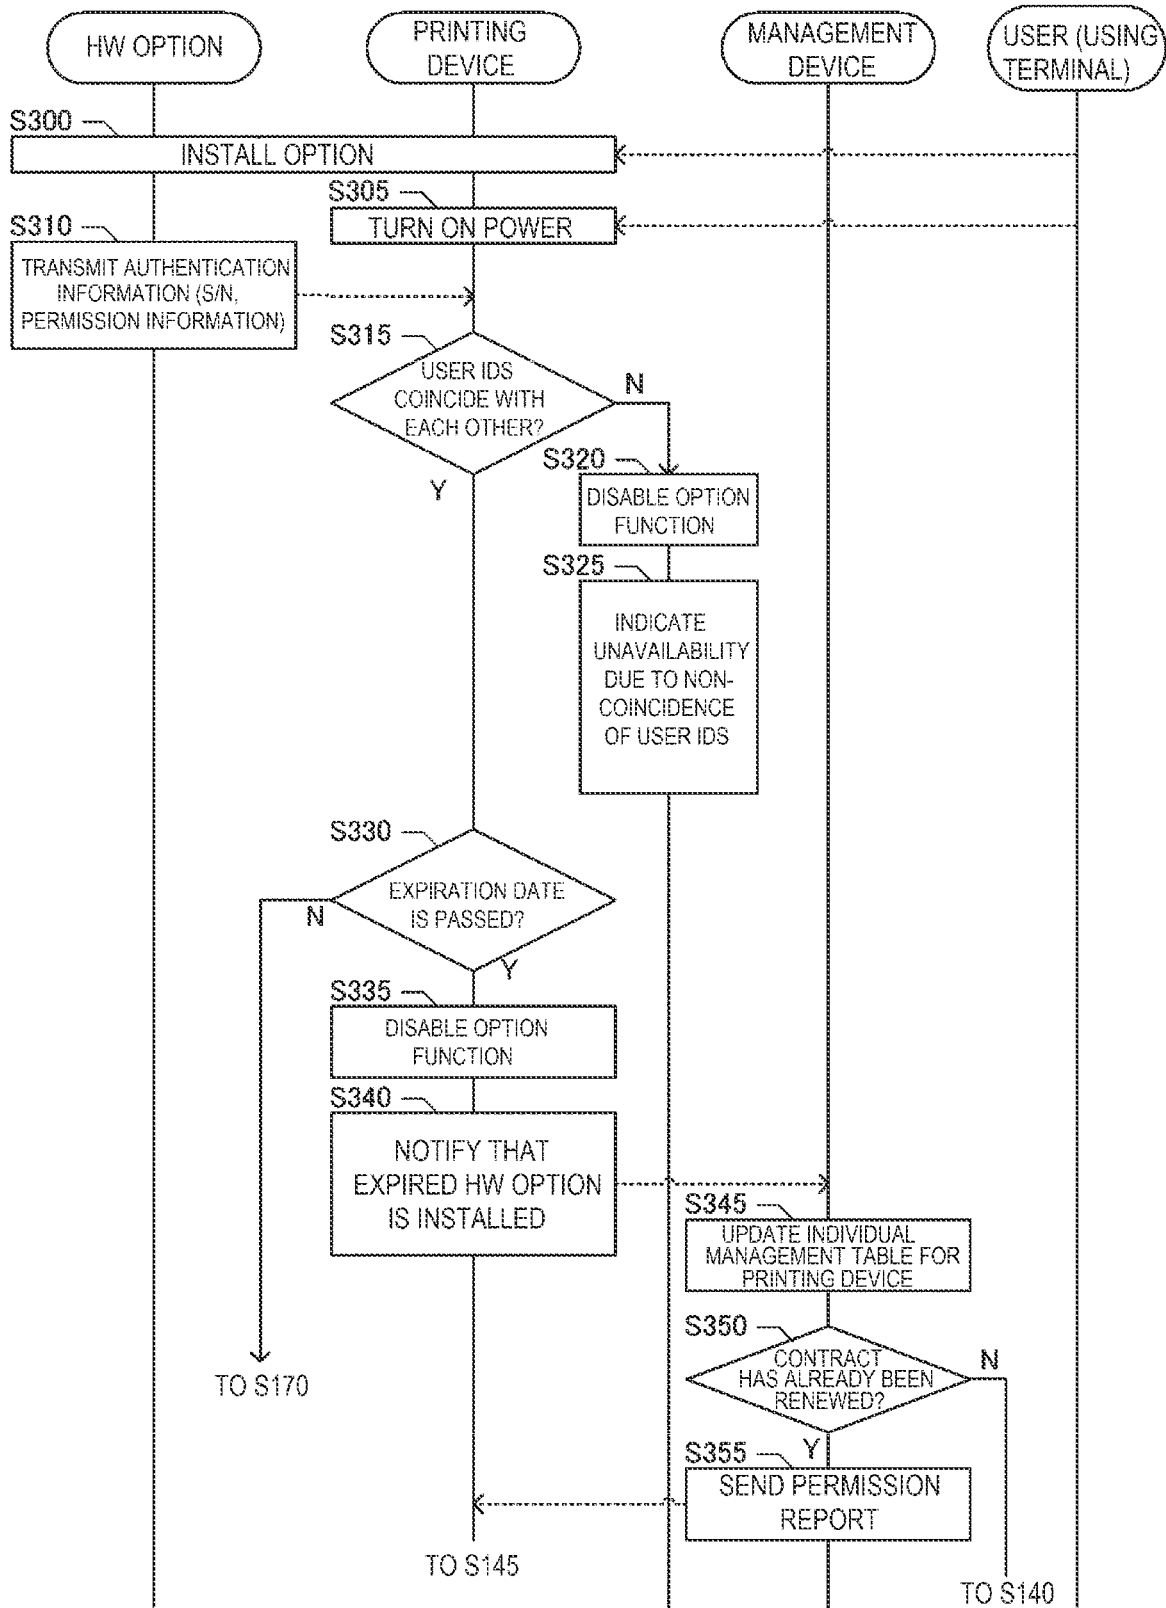 HW OPTION
PRINTING
DEVICE
MANAGEMENT
DEVICE
USER (USING
TERMINAL)
S300
INSTALL OPTION
S305
TURN ON POWER
S310
TRANSMIT AUTHENTICATION
INFORMATION (S/N,
PERMISSION INFORMATION)
S315
USER IDS
COINCIDE WITH
EACH OTHER?
N
Y
S320
DISABLE OPTION
FUNCTION
S325
INDICATE
UNAVAILABILITY
DUE TO NON-
COINCIDENCE
OF USER IDS
S330
EXPIRATION DATE
IS PASSED?
N
Y
S335
DISABLE OPTION
FUNCTION
S340
NOTIFY THAT
EXPIRED HW OPTION
IS INSTALLED
S345
UPDATE INDIVIDUAL
MANAGEMENT TABLE FOR
PRINTING DEVICE
S350
CONTRACT
HAS ALREADY BEEN
RENEWED?
N
Y
TO S170
S355
SEND PERMISSION
REPORT
TO S145
TO S140